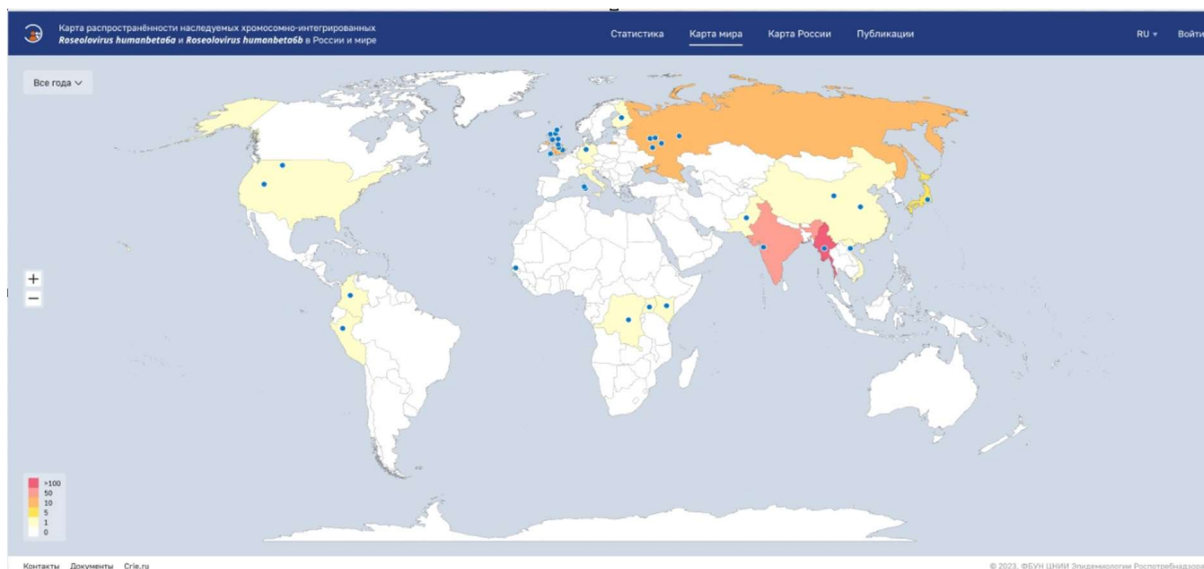 Карта распространённости наследуемых хромосомно-интегрированных
Roseolovirus humanbeta6a и Roseolovirus humanbeta6b в России и мире
Статистика
Карта мира
Карта России
Публикации
RU
Войти
Все года
+
−
>100
50
10
5
1
0
Контакты Документы Crie.ru
© 2023, ФБУН ЦНИИ Эпидемиологии Роспотребнадзора